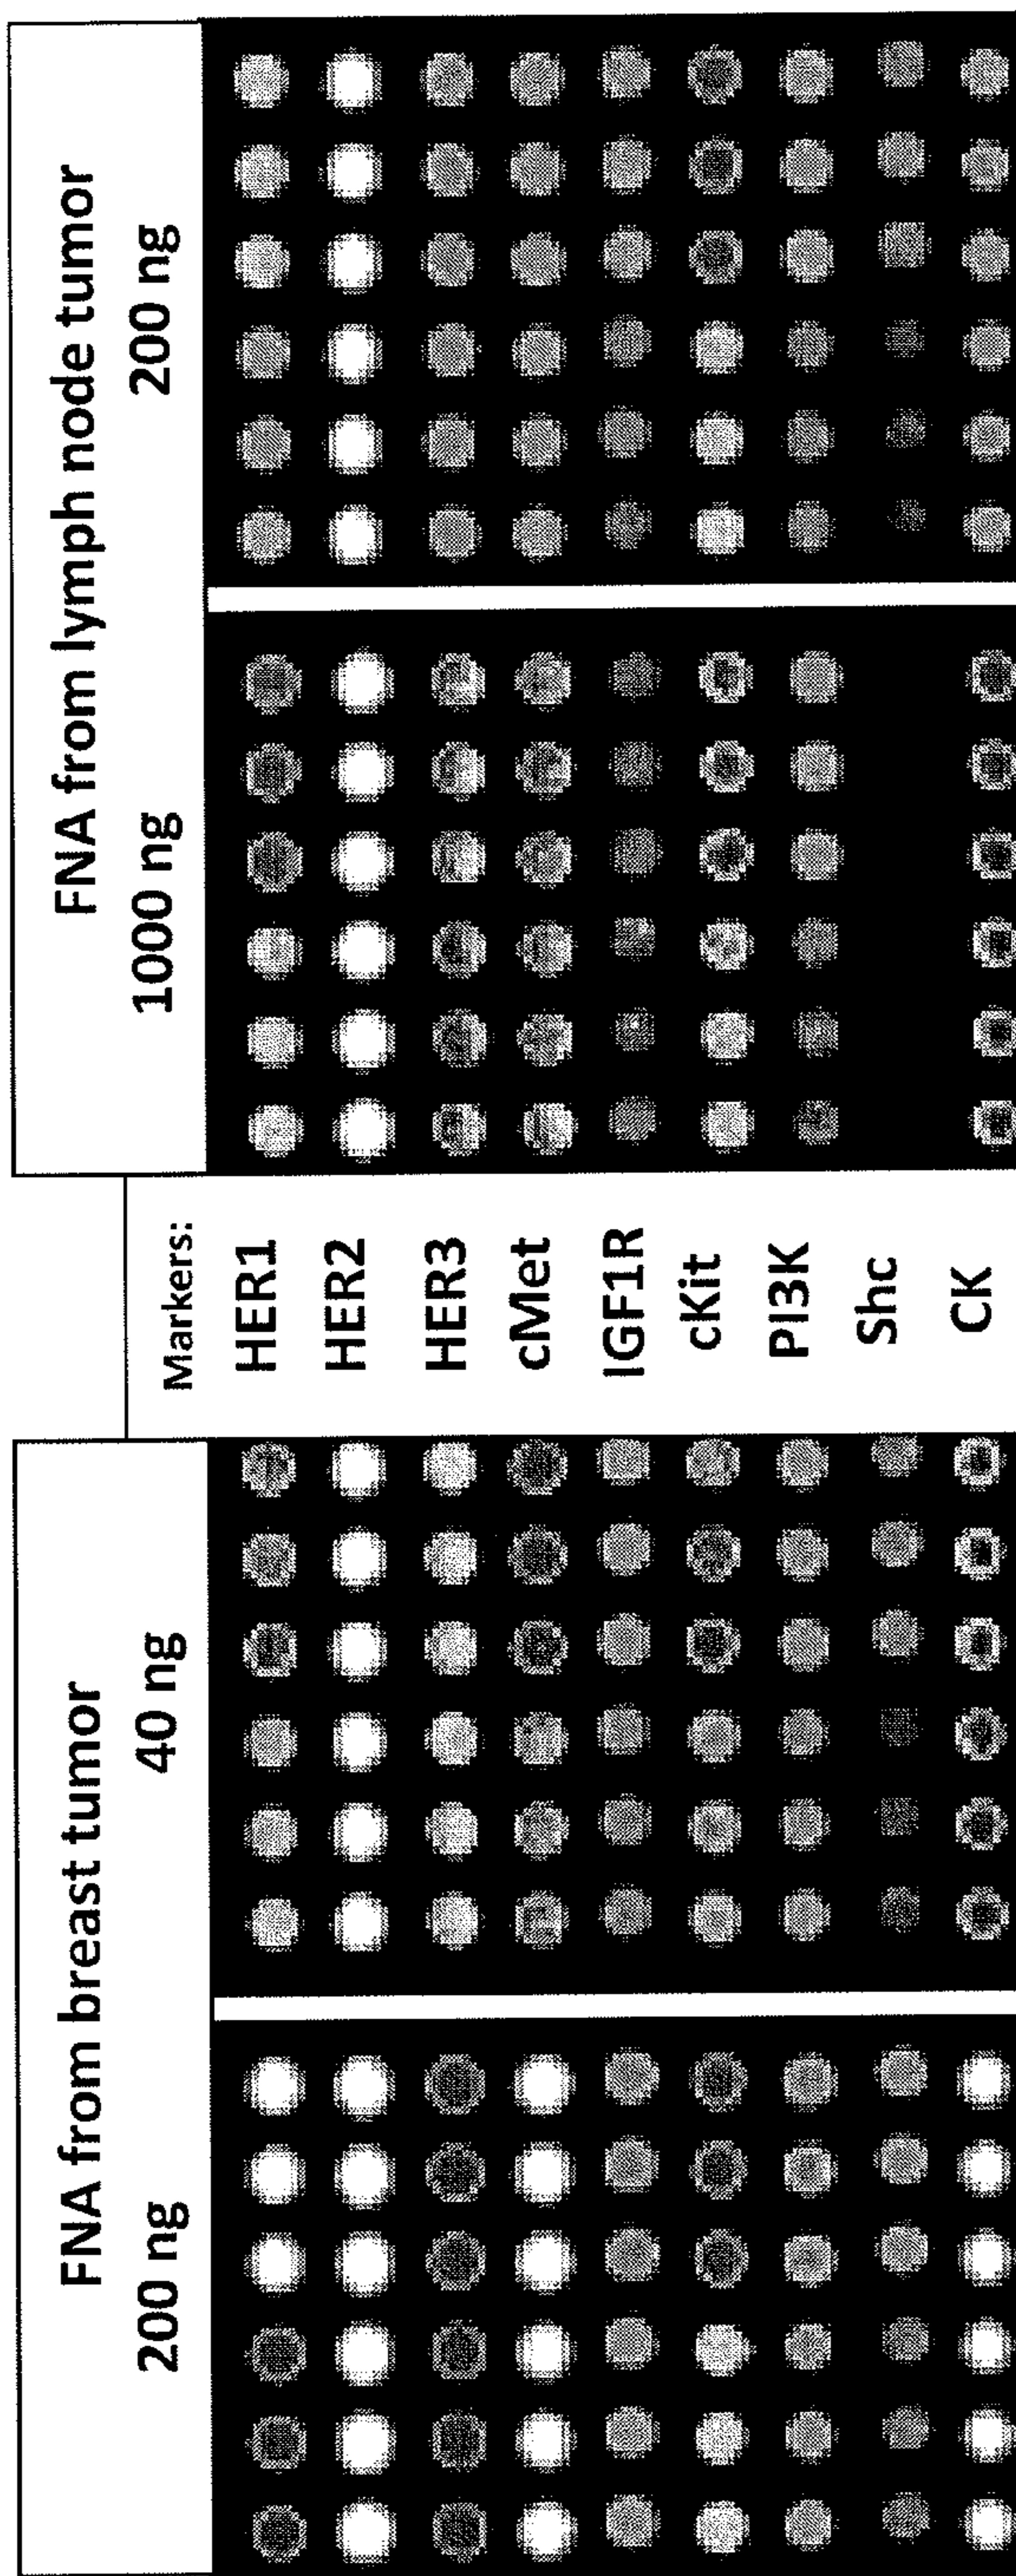 FNA from breast tumor
200 ng
40 ng
Markers:
HER1
HER2
HER3
cMet
IGF1R
cKit
PI3K
Shc
CK
FNA from lymph node tumor
1000 ng
200 ng